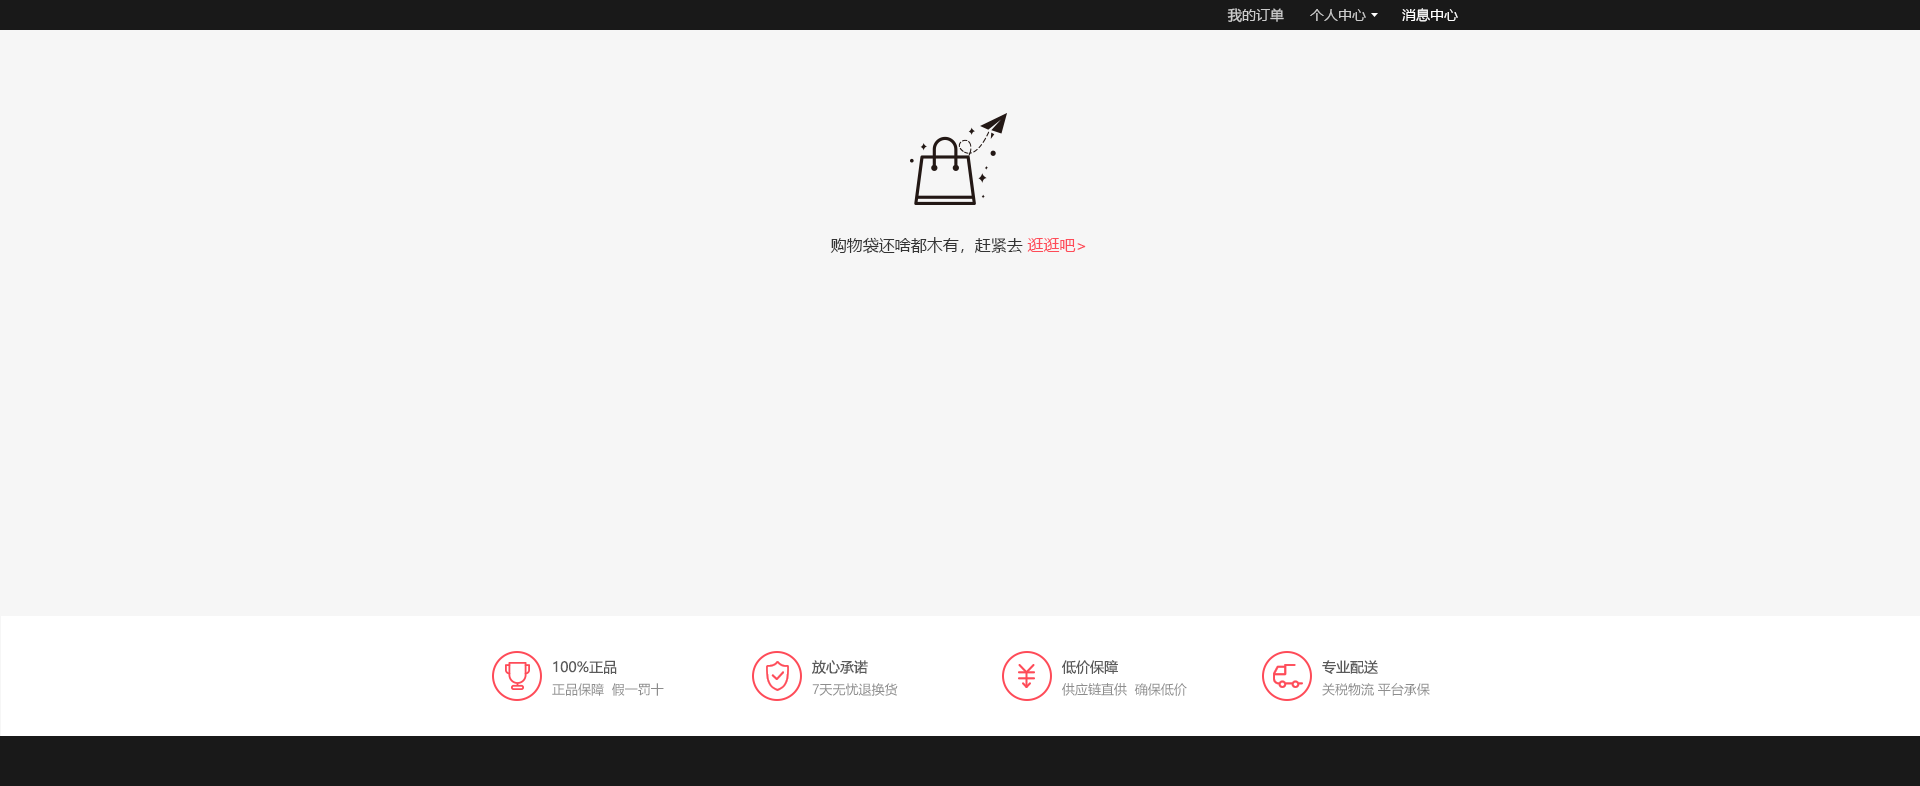 我的订单 个人中心 消息中心
购物袋还啥都木有，赶紧去 逛逛吧>
100%正品
正品保障 假一罚十
放心承诺
7天无忧退换货
低价保障
供应链直供 确保低价
专业配送
关税物流 平台承保